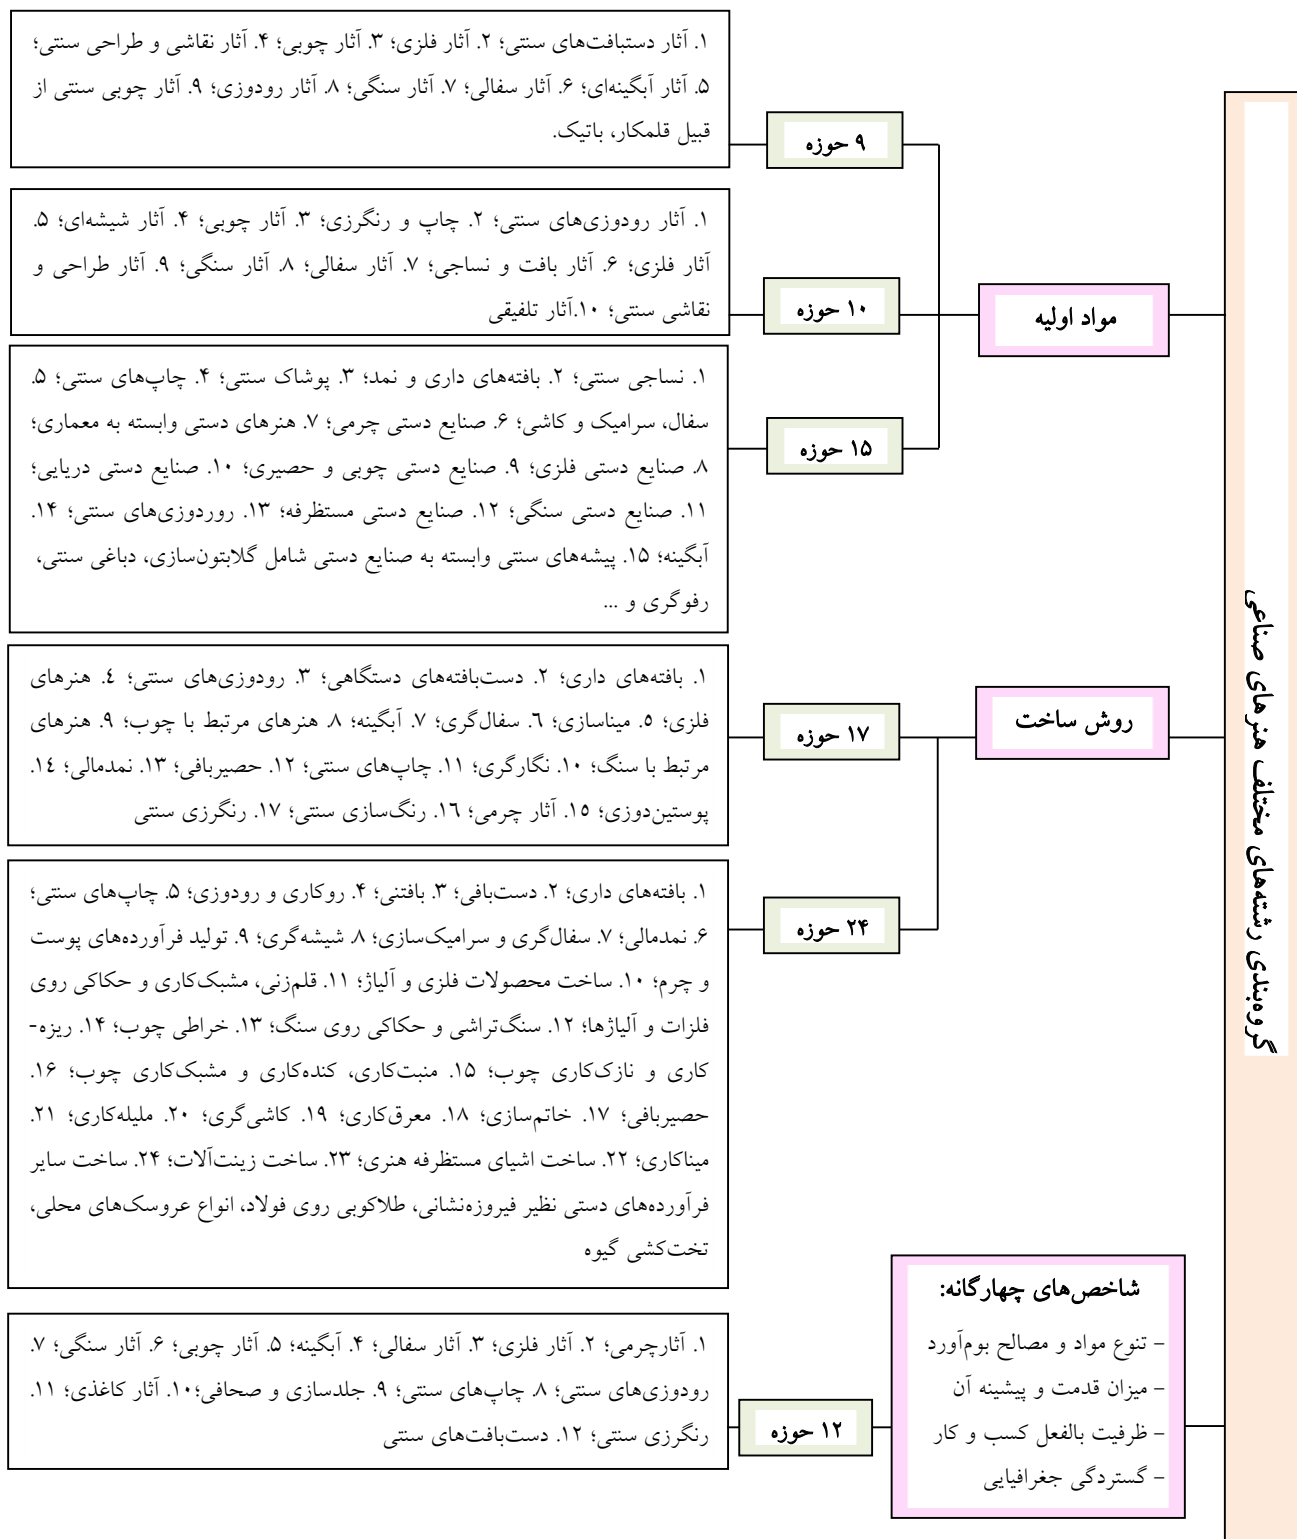 گروه‌بندی رشته‌های مختلف هنرهای صناعی
مواد اولیه
۹ حوزه
۱. آثار دستبافت‌های سنتی؛ ۲. آثار فلزی؛ ۳. آثار چوبی؛ ۴. آثار نقاشی و طراحی سنتی؛
۵. آثار آبگینه‌ای؛ ۶. آثار سفالی؛ ۷. آثار سنگی؛ ۸. آثار رودوزی؛ ۹. آثار چوبی سنتی از
قبیل قلمکار، باتیک.
۱۰ حوزه
۱. آثار رودوزی‌های سنتی؛ ۲. چاپ و رنگرزی؛ ۳. آثار چوبی؛ ۴. آثار شیشه‌ای؛ ۵.
آثار فلزی؛ ۶. آثار بافت و نساجی؛ ۷. آثار سفالی؛ ۸. آثار سنگی؛ ۹. آثار طراحی و
نقاشی سنتی؛ ۱۰.آثار تلفیقی
۱۵ حوزه
۱. نساجی سنتی؛ ۲. بافته‌های داری و نمد؛ ۳. پوشاک سنتی؛ ۴. چاپ‌های سنتی؛ ۵.
سفال، سرامیک و کاشی؛ ۶. صنایع دستی چرمی؛ ۷. هنرهای دستی وابسته به معماری؛
۸. صنایع دستی فلزی؛ ۹. صنایع دستی چوبی و حصیری؛ ۱۰. صنایع دستی دریایی؛
۱۱. صنایع دستی سنگی؛ ۱۲. صنایع دستی مستظرفه؛ ۱۳. روردوزی‌های سنتی؛ ۱۴.
آبگینه؛ ۱۵. پیشه‌های سنتی وابسته به صنایع دستی شامل گلابتون‌سازی، دباغی سنتی،
رفوگری و ...
روش ساخت
۱۷ حوزه
۱. بافته‌های داری؛ ۲. دست‌بافته‌های دستگاهی؛ ۳. رودوزی‌های سنتی؛ ٤. هنرهای
فلزی؛ ٥. میناسازی؛ ٦. سفال‌گری؛ ۷. آبگینه؛ ۸. هنرهای مرتبط با چوب؛ ۹. هنرهای
مرتبط با سنگ؛ ۱۰. نگارگری؛ ۱۱. چاپ‌های سنتی؛ ۱۲. حصیربافی؛ ۱۳. نمدمالی؛ ۱٤.
پوستین‌دوزی؛ ۱٥. آثار چرمی؛ ۱٦. رنگ‌سازی سنتی؛ ۱۷. رنگرزی سنتی
۲۴ حوزه
۱. بافته‌های داری؛ ۲. دست‌بافی؛ ۳. بافتنی؛ ۴. روکاری و رودوزی؛ ۵. چاپ‌های سنتی؛
۶. نمدمالی؛ ۷. سفال‌گری و سرامیک‌سازی؛ ۸. شیشه‌گری؛ ۹. تولید فرآورده‌های پوست
و چرم؛ ۱۰. ساخت محصولات فلزی و آلیاژ؛ ۱۱. قلم‌زنی، مشبک‌کاری و حکاکی روی
فلزات و آلیاژها؛ ۱۲. سنگ‌تراشی و حکاکی روی سنگ؛ ۱۳. خراطی چوب؛ ۱۴. ریزه-
کاری و نازک‌کاری چوب؛ ۱۵. منبت‌کاری، کنده‌کاری و مشبک‌کاری چوب؛ ۱۶.
حصیربافی؛ ۱۷. خاتم‌سازی؛ ۱۸. معرق‌کاری؛ ۱۹. کاشی‌گری؛ ۲۰. ملیله‌کاری؛ ۲۱.
میناکاری؛ ۲۲. ساخت اشیای مستظرفه هنری؛ ۲۳. ساخت زینت‌آلات؛ ۲۴. ساخت سایر
فرآورده‌های دستی نظیر فیروزه‌نشانی، طلاکوبی روی فولاد، انواع عروسک‌های محلی،
تخت‌کشی گیوه
شاخص‌های چهارگانه:
- تنوع مواد و مصالح بوم‌آورد
- میزان قدمت و پیشینه آن
- ظرفیت بالفعل کسب و کار
- گستردگی جغرافیایی
۱۲ حوزه
۱. آثارچرمی؛ ۲. آثار فلزی؛ ۳. آثار سفالی؛ ۴. آبگینه؛ ۵. آثار چوبی؛ ۶. آثار سنگی؛ ۷.
رودوزی‌های سنتی؛ ۸. چاپ‌های سنتی؛ ۹. جلدسازی و صحافی؛۱۰. آثار کاغذی؛ ۱۱.
رنگرزی سنتی؛ ۱۲. دست‌بافت‌های سنتی